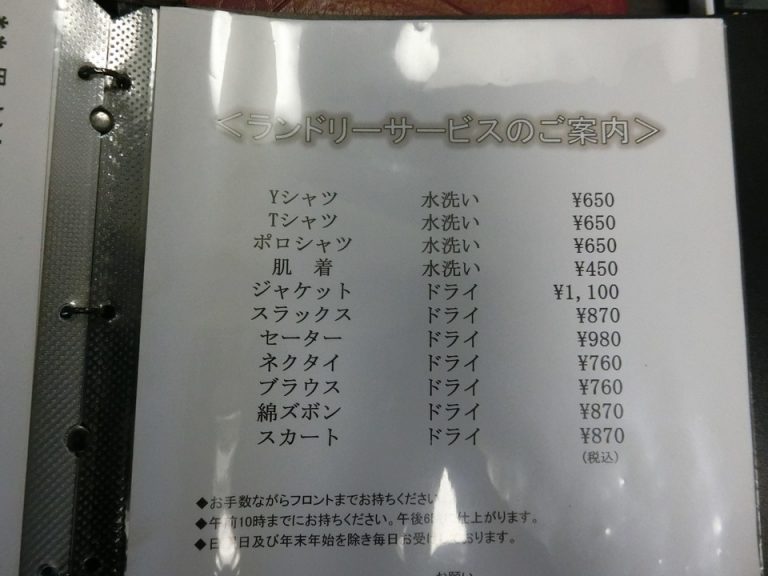 <ランドリーサービスのご案内>
Yシャツ 水洗い ¥650
Tシャツ 水洗い ¥650
ポロシャツ 水洗い ¥650
肌 着 水洗い ¥450
ジャケット ドライ ¥1,100
スラックス ドライ ¥870
セーター ドライ ¥980
ネクタイ ドライ ¥760
ブラウス ドライ ¥760
綿ズボン ドライ ¥870
スカート ドライ ¥870
(税込)
◆お手数ながらフロントまでお持ちください
◆午前10時までにお持ちください。午後6 仕上がります。
◆日 日及び年末年始を除き毎日お受けしております。